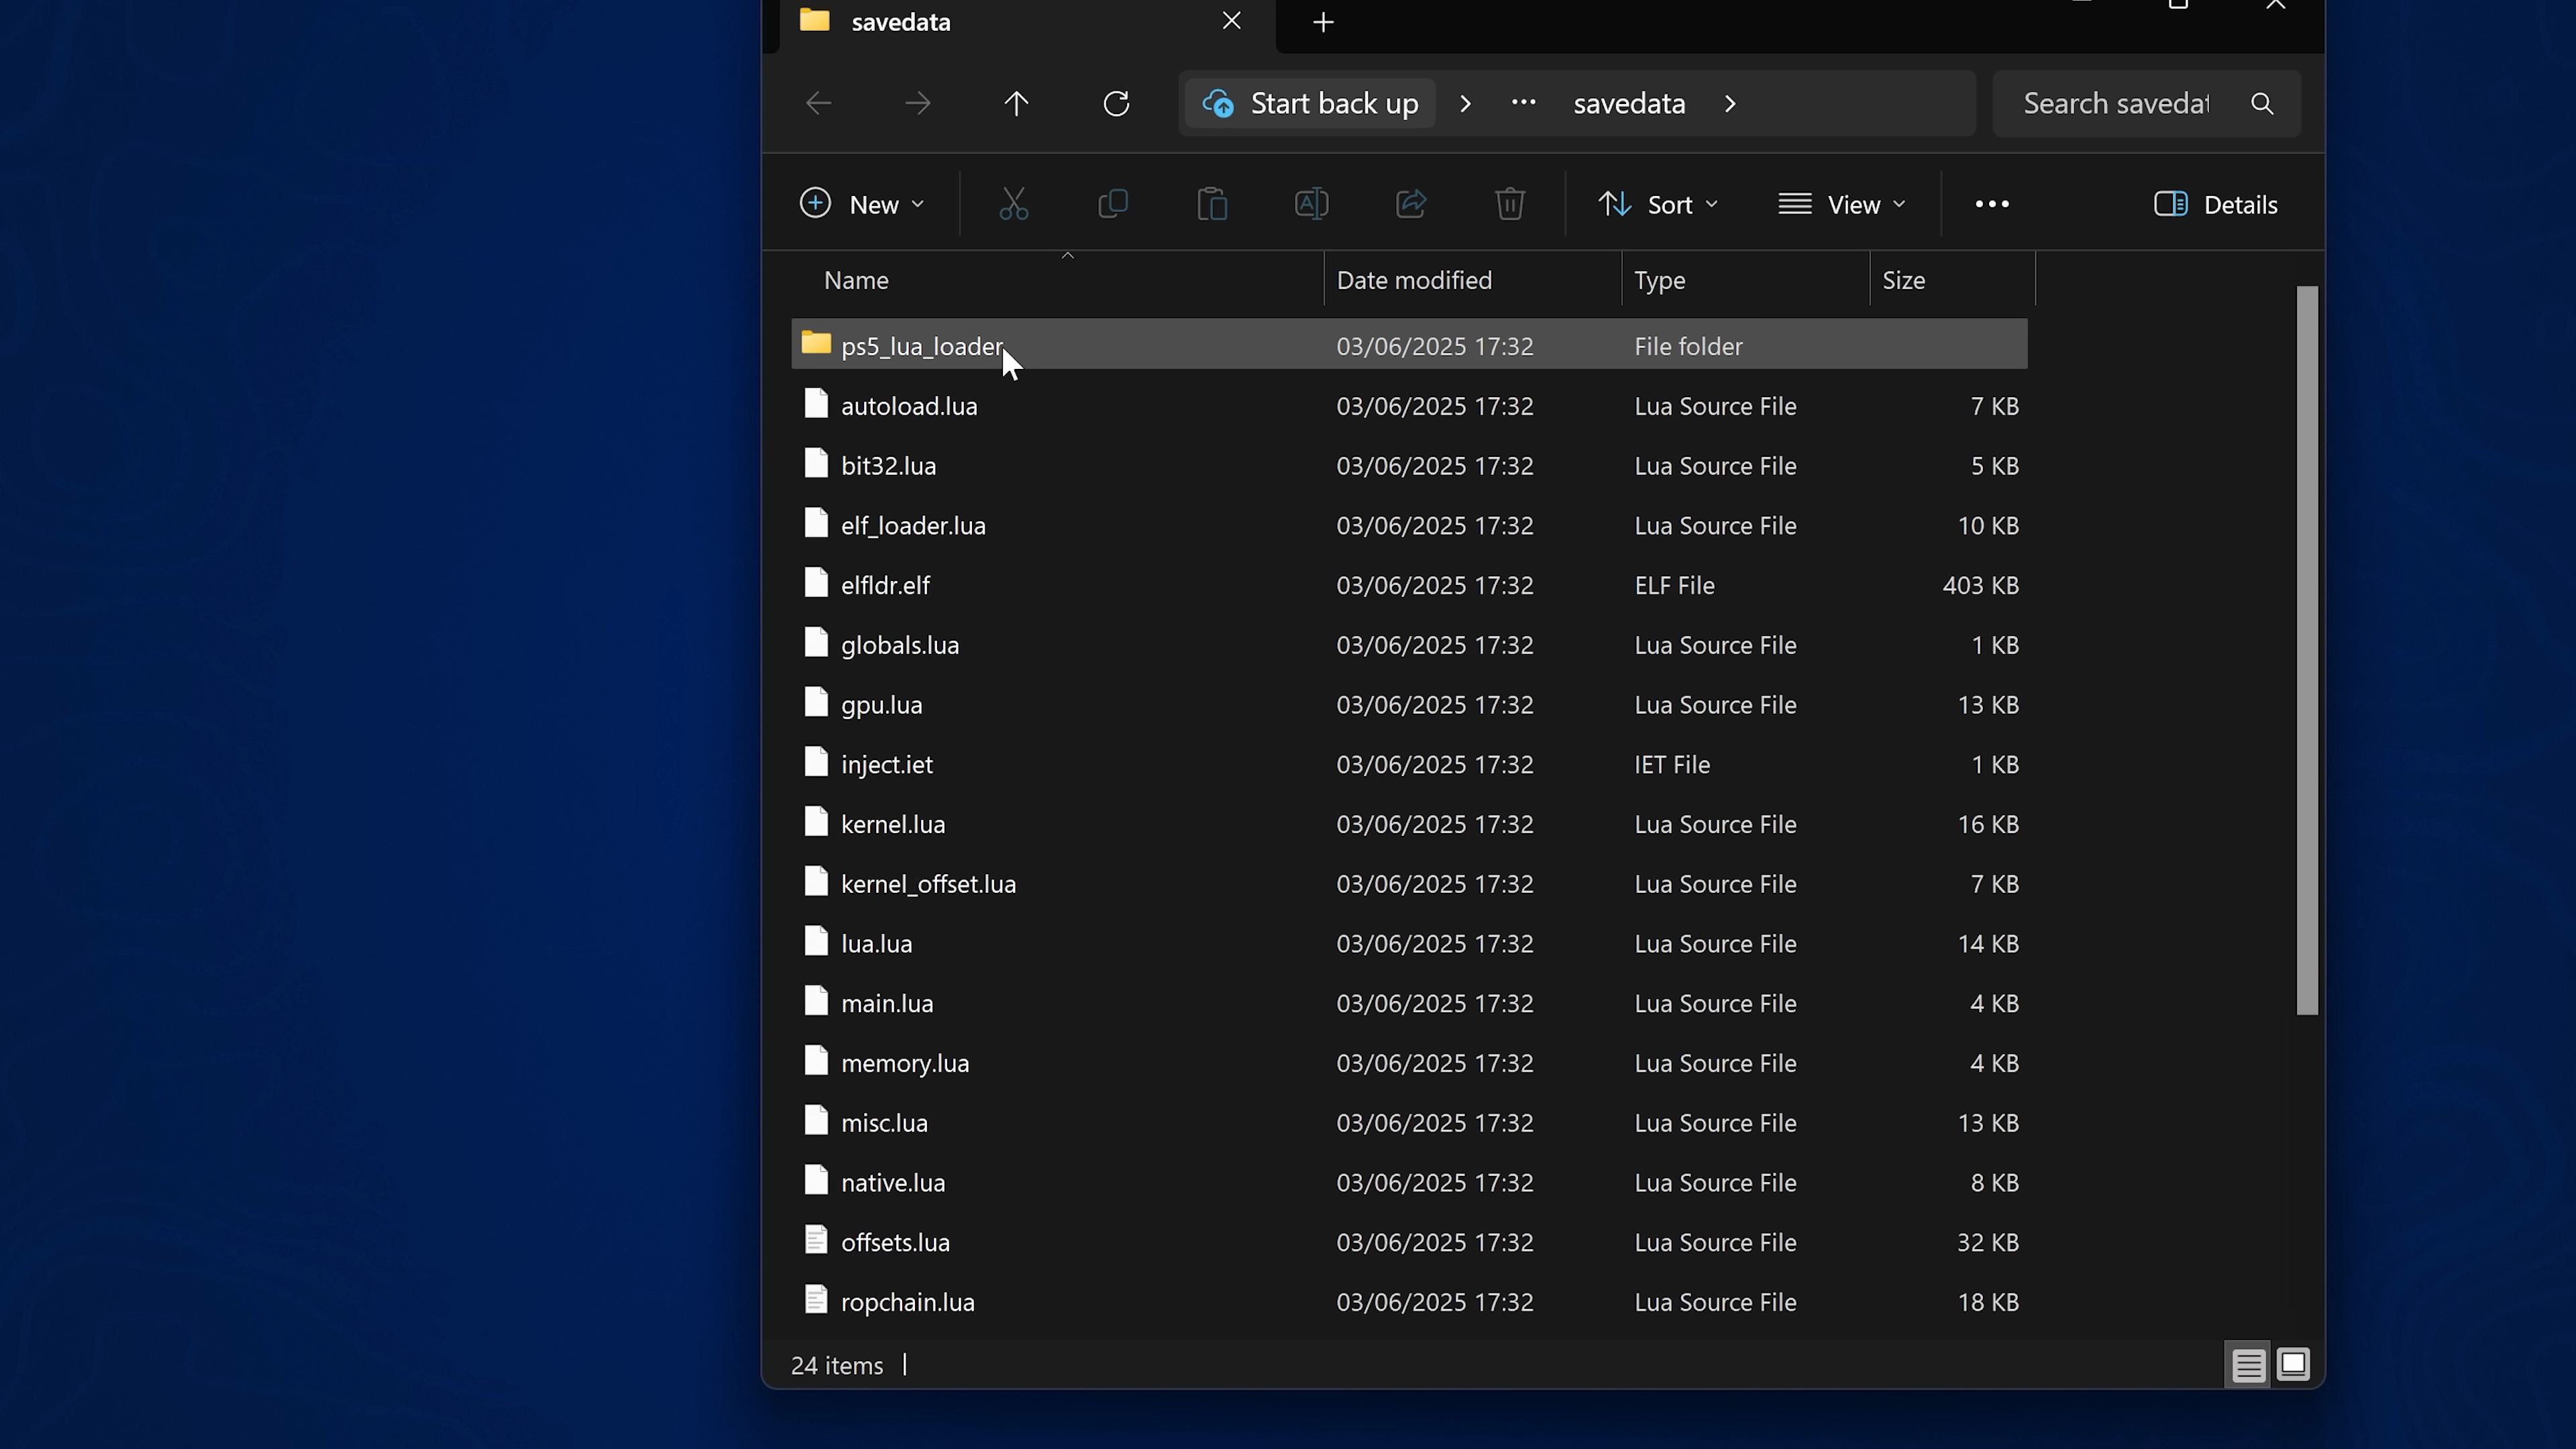 savedata
Start back up > ... savedata >
Search savedat
New
Sort
View
Details
Name Date modified Type Size
ps5_lua_loader 03/06/2025 17:32 File folder
autoload.lua 03/06/2025 17:32 Lua Source File 7 KB
bit32.lua 03/06/2025 17:32 Lua Source File 5 KB
elf_loader.lua 03/06/2025 17:32 Lua Source File 10 KB
elfldr.elf 03/06/2025 17:32 ELF File 403 KB
globals.lua 03/06/2025 17:32 Lua Source File 1 KB
gpu.lua 03/06/2025 17:32 Lua Source File 13 KB
inject.iet 03/06/2025 17:32 IET File 1 KB
kernel.lua 03/06/2025 17:32 Lua Source File 16 KB
kernel_offset.lua 03/06/2025 17:32 Lua Source File 7 KB
lua.lua 03/06/2025 17:32 Lua Source File 14 KB
main.lua 03/06/2025 17:32 Lua Source File 4 KB
memory.lua 03/06/2025 17:32 Lua Source File 4 KB
misc.lua 03/06/2025 17:32 Lua Source File 13 KB
native.lua 03/06/2025 17:32 Lua Source File 8 KB
offsets.lua 03/06/2025 17:32 Lua Source File 32 KB
ropchain.lua 03/06/2025 17:32 Lua Source File 18 KB
24 items